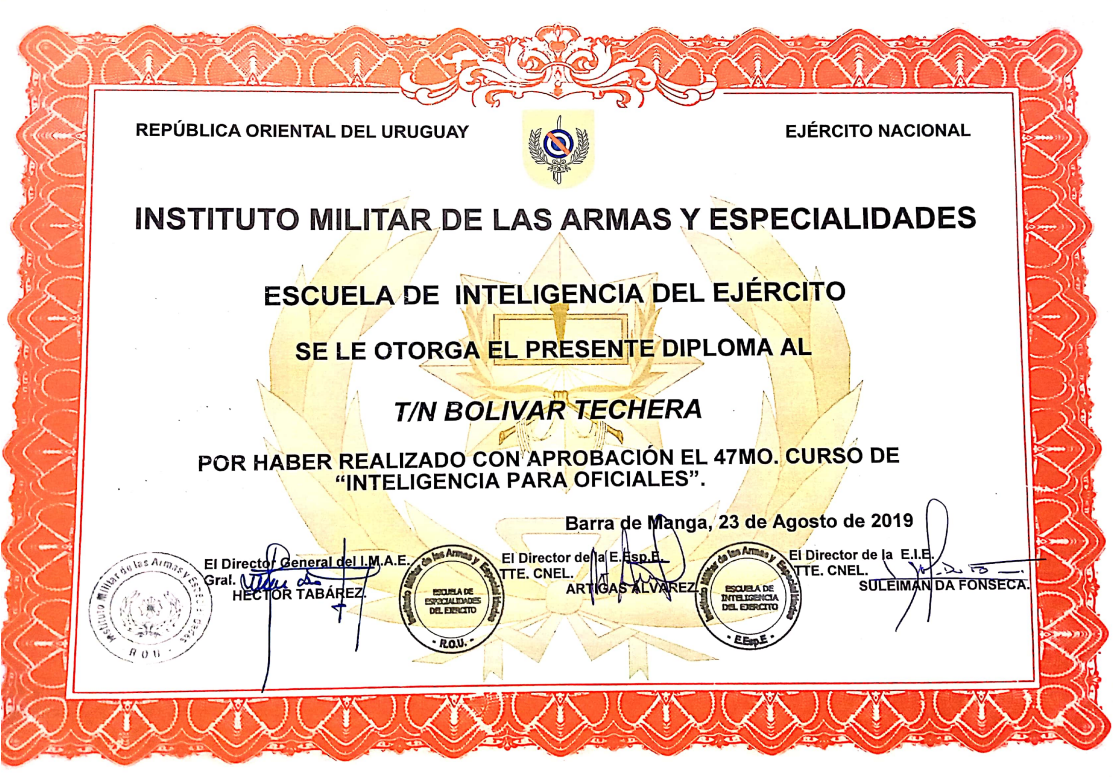 REPÚBLICA ORIENTAL DEL URUGUAY
EJÉRCITO NACIONAL
INSTITUTO MILITAR DE LAS ARMAS Y ESPECIALIDADES
ESCUELA DE INTELIGENCIA DEL EJÉRCITO
SE LE OTORGA EL PRESENTE DIPLOMA AL
T/N BOLIVAR TECHERA
POR HABER REALIZADO CON APROBACIÓN EL 47MO. CURSO DE
“INTELIGENCIA PARA OFICIALES”.
Barra de Manga, 23 de Agosto de 2019
El Director General del I.M.A.E.
Gral.
HÉCTOR TABÁREZ.
El Director de la E.Esp.E.
TTE. CNEL.
ARTIGAS ÁLVAREZ.
El Director de la E.I.E.
TTE. CNEL.
SULEIMAN DA FONSECA.
Instituto Militar de las Armas y
R.O.U.
Instituto Militar de las Armas y Especialidades
ESCUELA DE
ESPECIALIDADES
DEL EJERCITO
- R.O.U. -
Instituto Militar de las Armas y Especialidades
ESCUELA DE
INTELIGENCIA
DEL EJERCITO
- E.Esp.E -